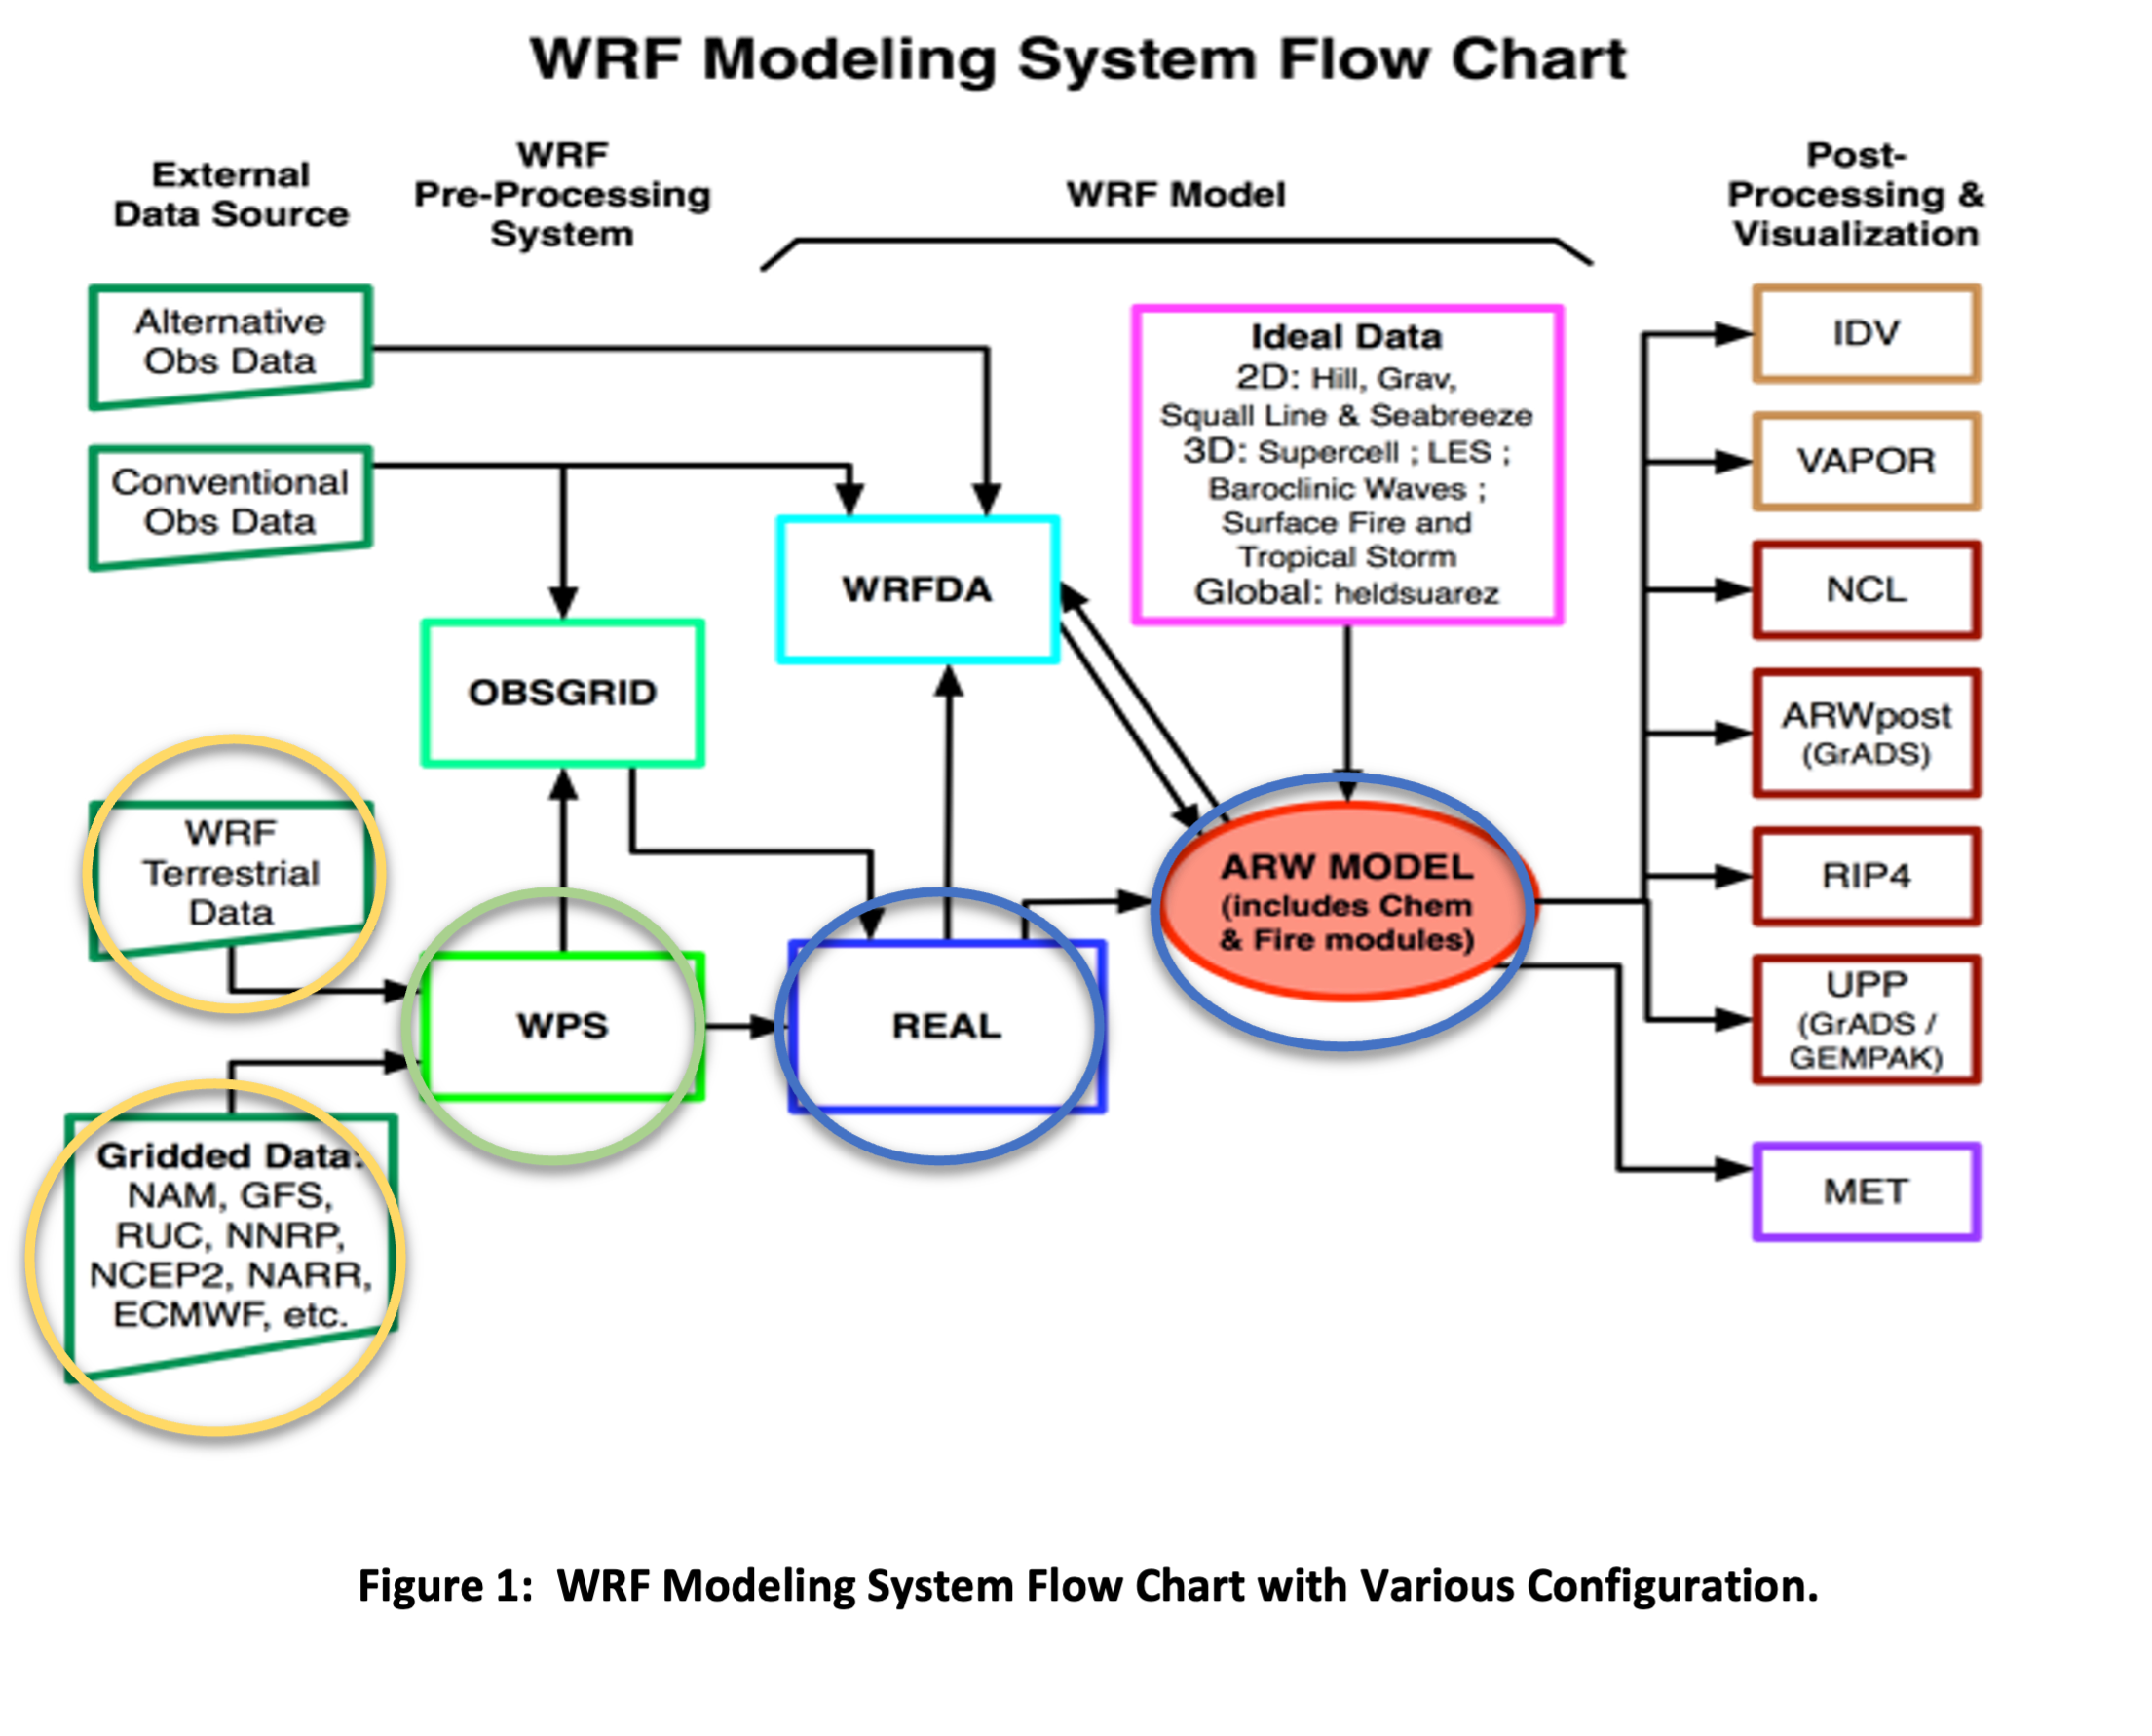 WRF Modeling System Flow Chart
External
Data Source
WRF
Pre-Processing
System
WRF Model
Post-
Processing &
Visualization
Alternative
Obs Data
Conventional
Obs Data
WRF
Terrestrial
Data
Gridded Data:
NAM, GFS,
RUC, NNRP,
NCEP2, NARR,
ECMWF, etc.
OBSGRID
WPS
WRFDA
REAL
Ideal Data
2D: Hill, Grav,
Squall Line & Seabreeze
3D: Supercell ; LES ;
Baroclinic Waves ;
Surface Fire and
Tropical Storm
Global: heldsuarez
ARW MODEL
(includes Chem
& Fire modules)
IDV
VAPOR
NCL
ARWpost
(GrADS)
RIP4
UPP
(GrADS /
GEMPAK)
MET
Figure 1:  WRF Modeling System Flow Chart with Various Configuration.